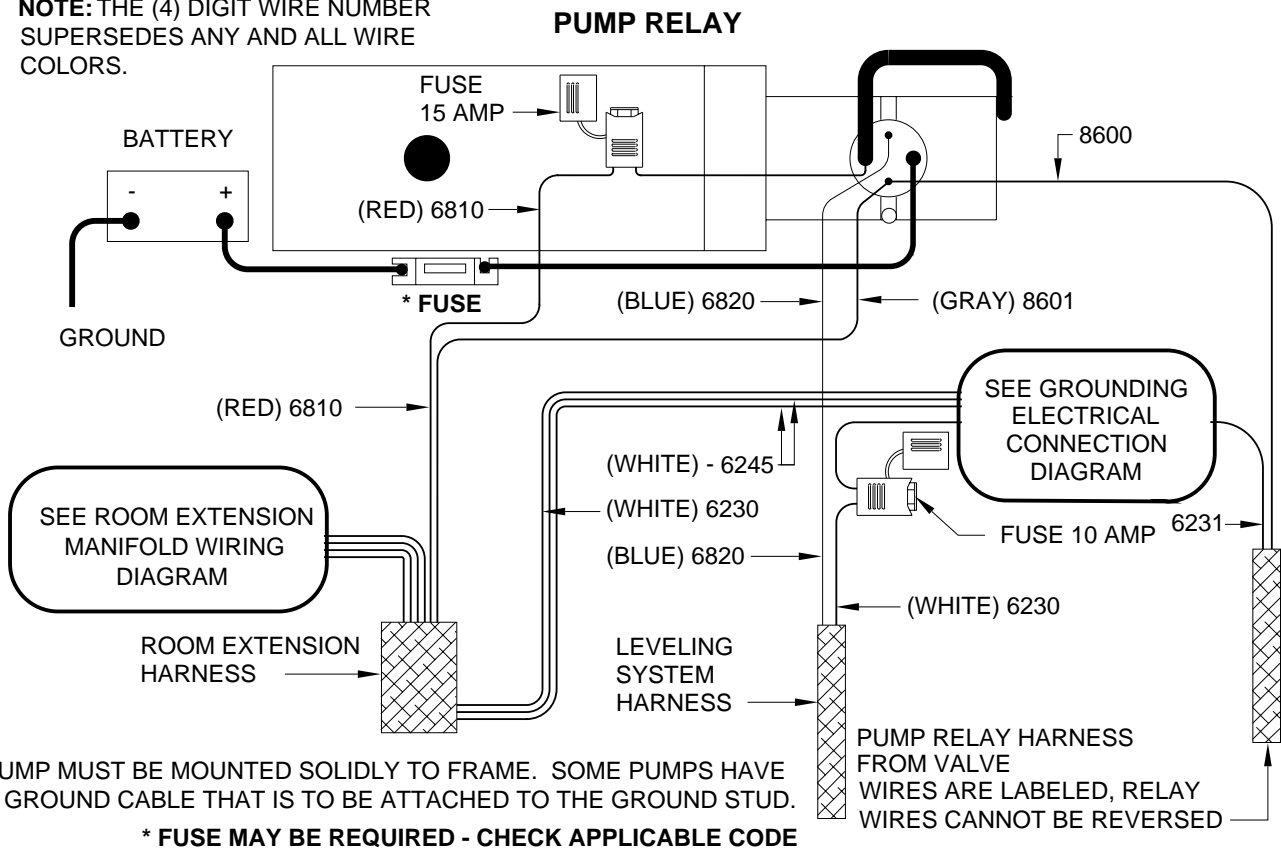 NOTE: THE (4) DIGIT WIRE NUMBER
SUPERSEDES ANY AND ALL WIRE
COLORS.
PUMP RELAY
FUSE
15 AMP
BATTERY
- +
8600
(RED) 6810
* FUSE
(BLUE) 6820
(GRAY) 8601
GROUND
(RED) 6810
SEE GROUNDING
ELECTRICAL
CONNECTION
DIAGRAM
(WHITE) - 6245
(WHITE) 6230
FUSE 10 AMP
6231
SEE ROOM EXTENSION
MANIFOLD WIRING
DIAGRAM
(BLUE) 6820
(WHITE) 6230
ROOM EXTENSION
HARNESS
LEVELING
SYSTEM
HARNESS
PUMP RELAY HARNESS
FROM VALVE
WIRES ARE LABELED, RELAY
WIRES CANNOT BE REVERSED
UMP MUST BE MOUNTED SOLIDLY TO FRAME. SOME PUMPS HAVE
GROUND CABLE THAT IS TO BE ATTACHED TO THE GROUND STUD.
* FUSE MAY BE REQUIRED - CHECK APPLICABLE CODE